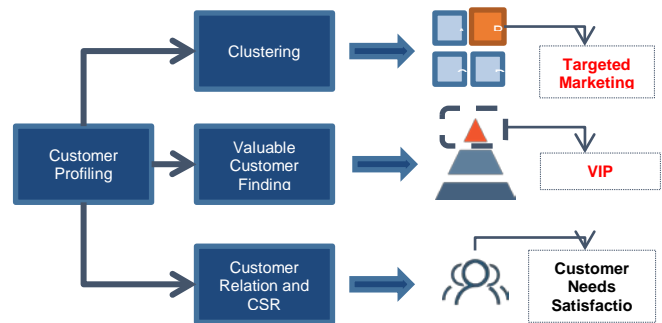 Clustering
Targeted
Marketing
Customer
Profiling
Valuable
Customer
Finding
VIP
Customer
Relation and
CSR
Customer
Needs
Satisfactio